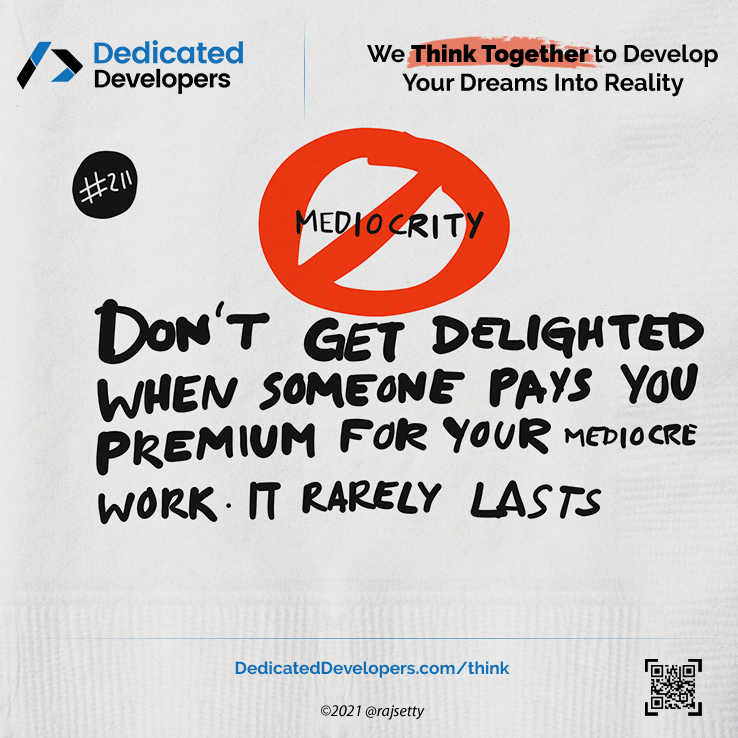 Dedicated
Developers
We Think Together to Develop
Your Dreams Into Reality
#211
MEDIOCRITY
DON'T GET DELIGHTED
WHEN SOMEONE PAYS YOU
PREMIUM FOR YOUR MEDIOCRE
WORK. IT RARELY LASTS
DedicatedDevelopers.com/think
©2021 @rajsetty